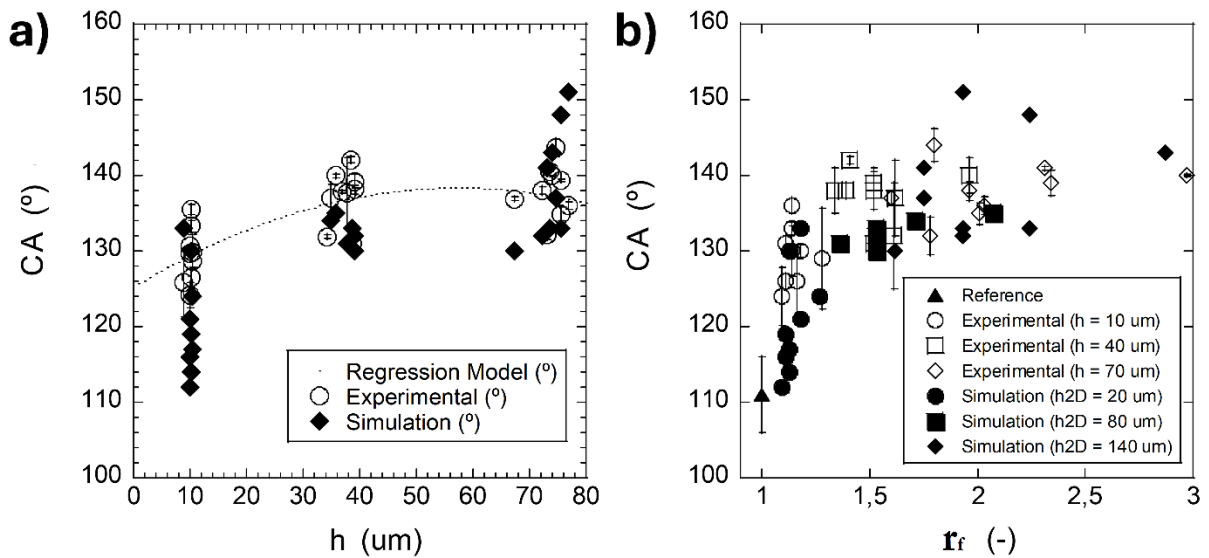 a)
160
150
140
130
120
110
100
CA (º)
Regression Model (º)
Experimental (º)
Simulation (º)
0 10 20 30 40 50 60 70 80
h (um)
b)
160
150
140
130
120
110
100
CA (º)
Reference
Experimental (h = 10 um)
Experimental (h = 40 um)
Experimental (h = 70 um)
Simulation (h2D = 20 um)
Simulation (h2D = 80 um)
Simulation (h2D = 140 um)
1 1,5 2 2,5 3
rf (-)